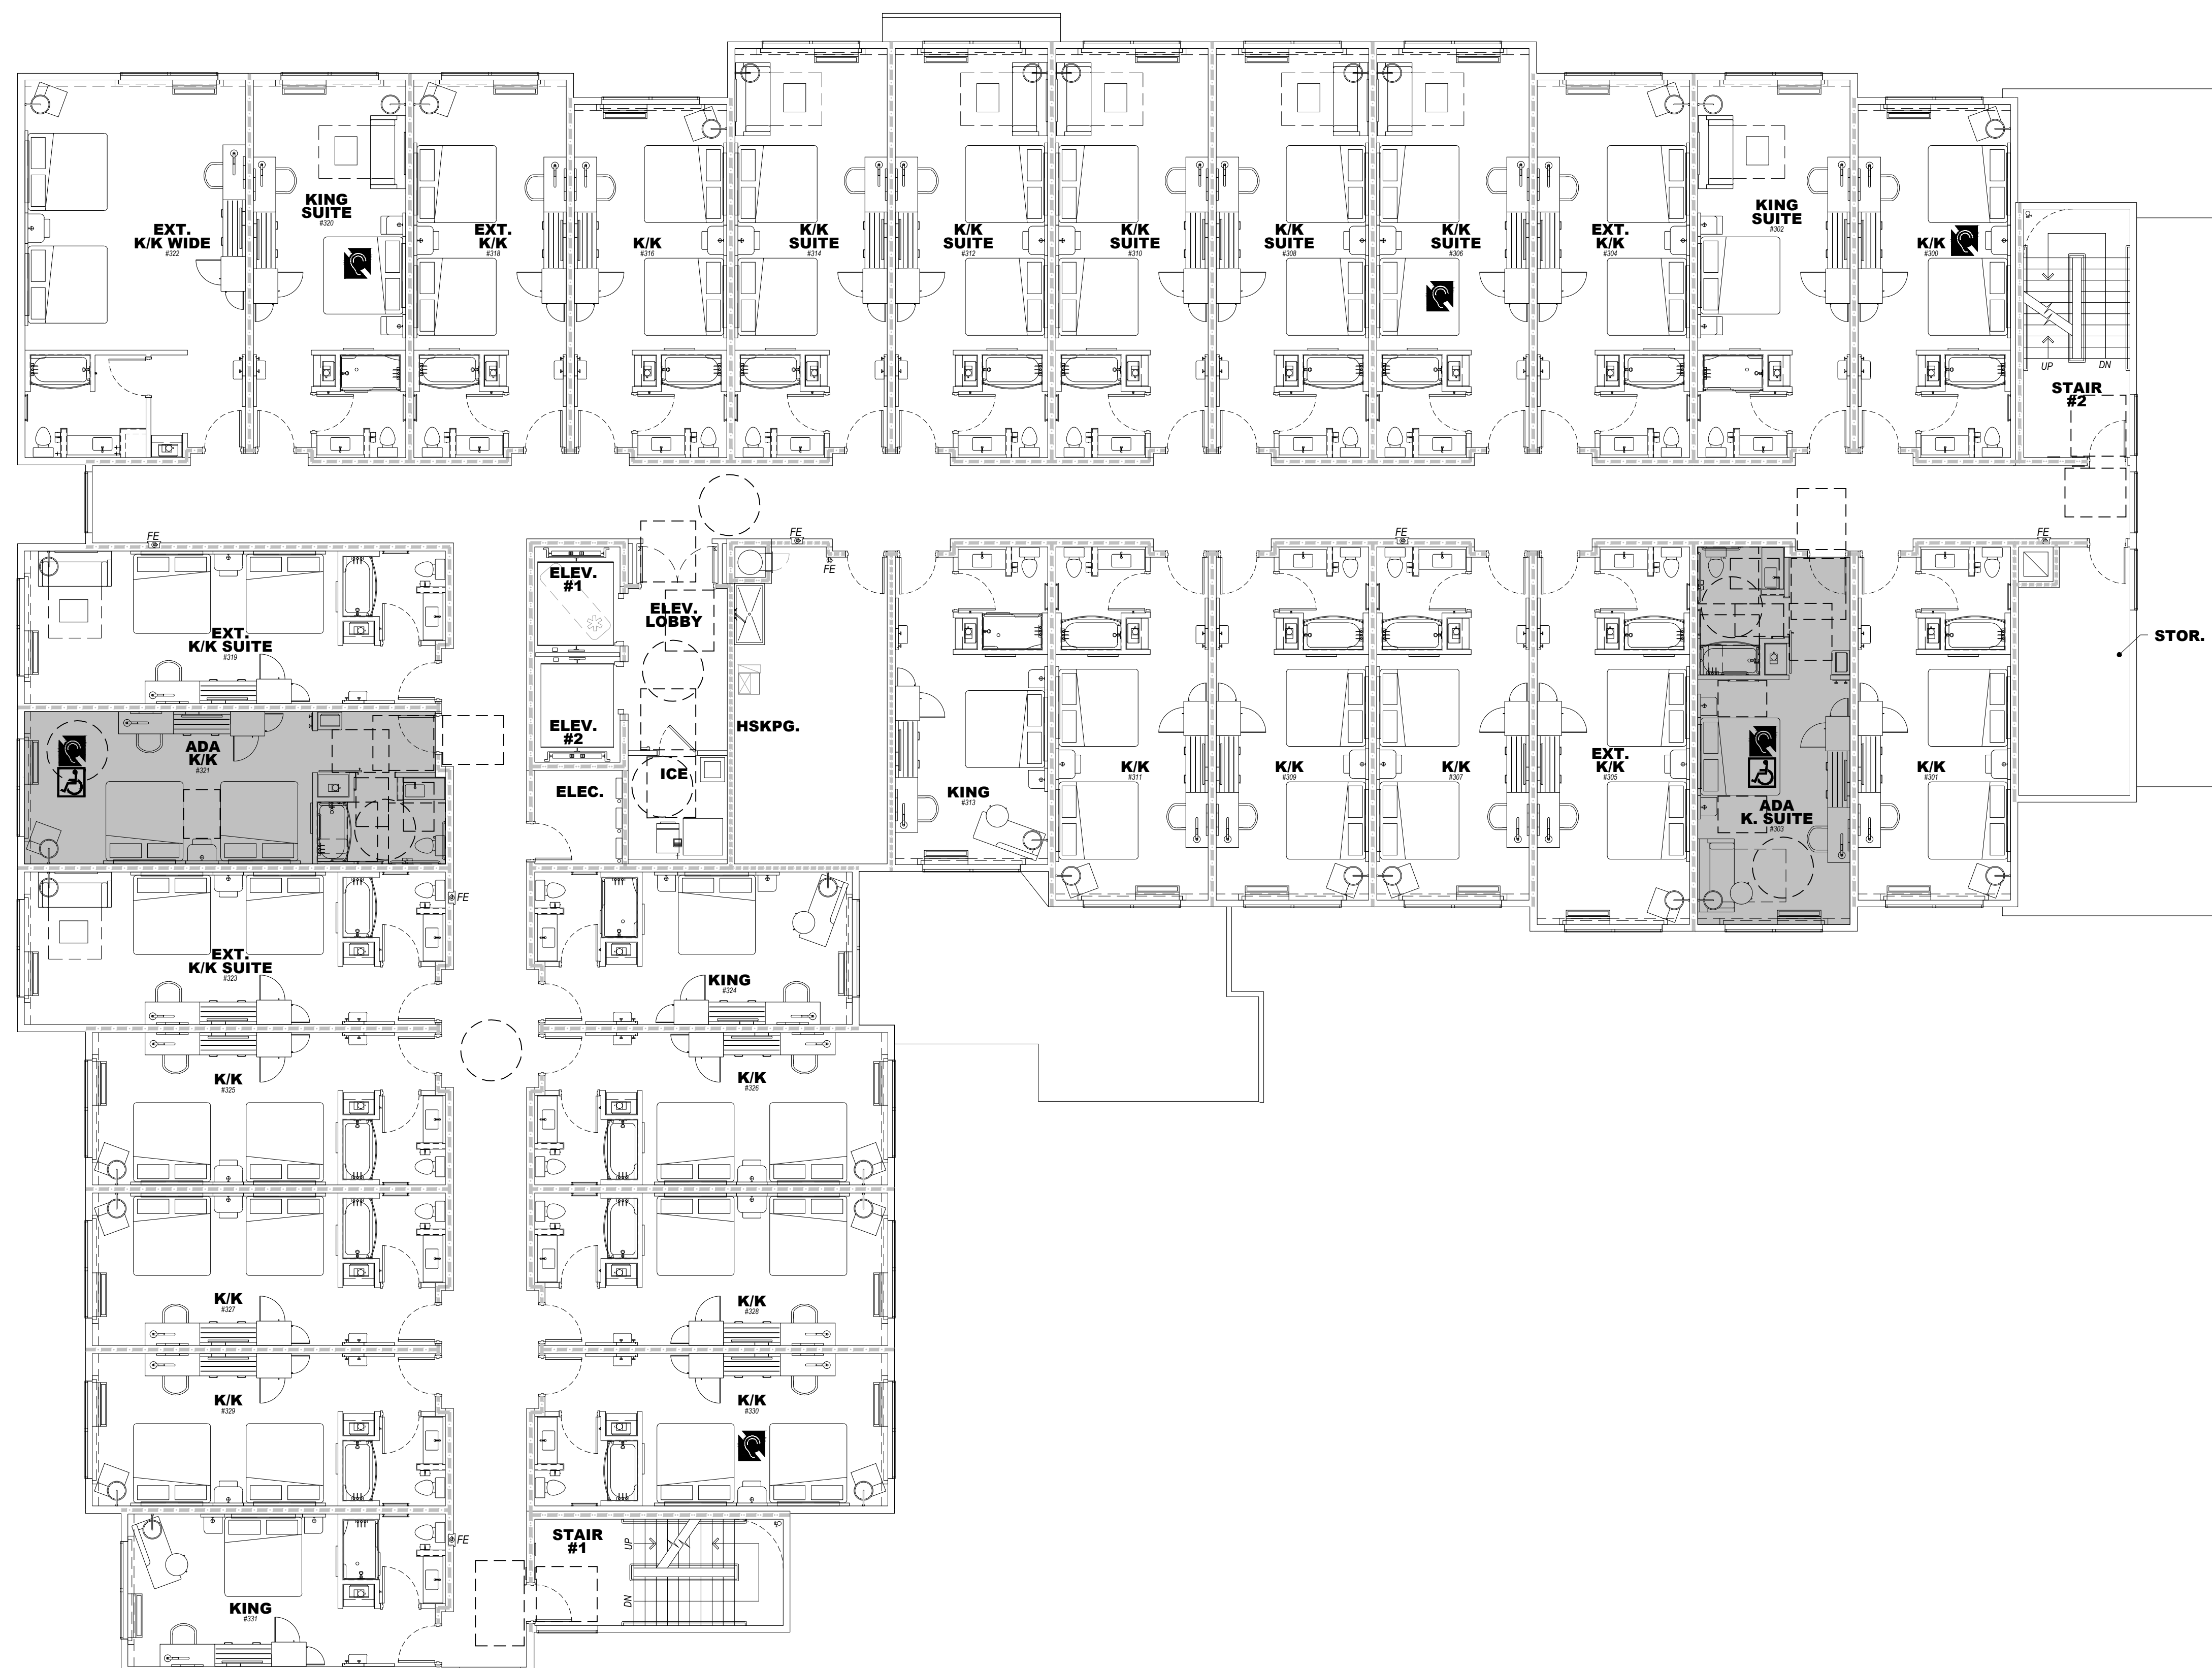 EXT.
K/K WIDE
#322
KING
SUITE
#320
EXT.
K/K
#318
K/K
#316
K/K
SUITE
#314
K/K
SUITE
#312
K/K
SUITE
#310
K/K
SUITE
#308
K/K
SUITE
#306
EXT.
K/K
#304
KING
SUITE
#302
K/K
#300
UP
DN
STAIR
#2
FE
FE
FE
FE
FE
ELEV.
#1
ELEV.
LOBBY
EXT.
K/K SUITE
#319
STOR.
ADA
K/K
#321
ELEV.
#2
HSKPG.
ICE
ELEC.
KING
#313
K/K
#311
K/K
#309
K/K
#307
EXT.
K/K
#305
ADA
K. SUITE
#303
K/K
#301
FE
EXT.
K/K SUITE
#323
KING
#324
K/K
#325
K/K
#326
K/K
#327
K/K
#328
K/K
#329
K/K
#330
STAIR
#1
UP
DN
FE
KING
#331